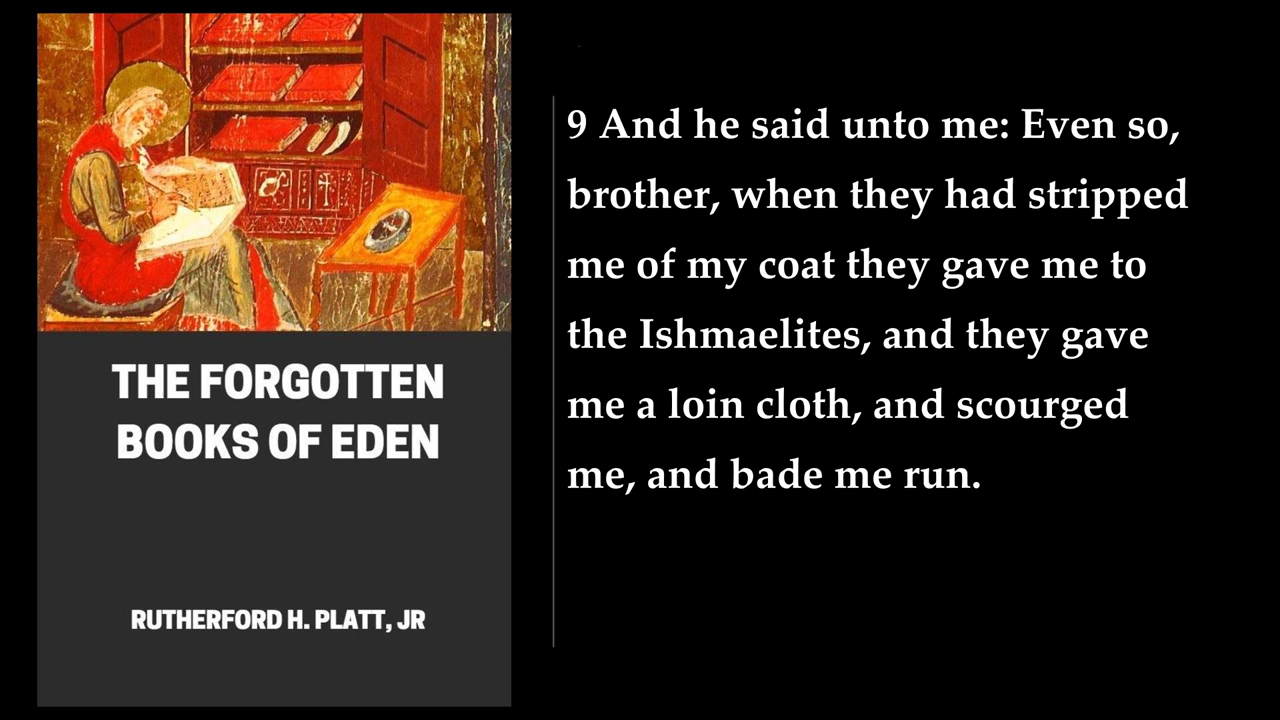 THE FORGOTTEN
BOOKS OF EDEN
RUTHERFORD H. PLATT, JR
9 And he said unto me: Even so,
brother, when they had stripped
me of my coat they gave me to
the Ishmaelites, and they gave
me a loin cloth, and scourged
me, and bade me run.